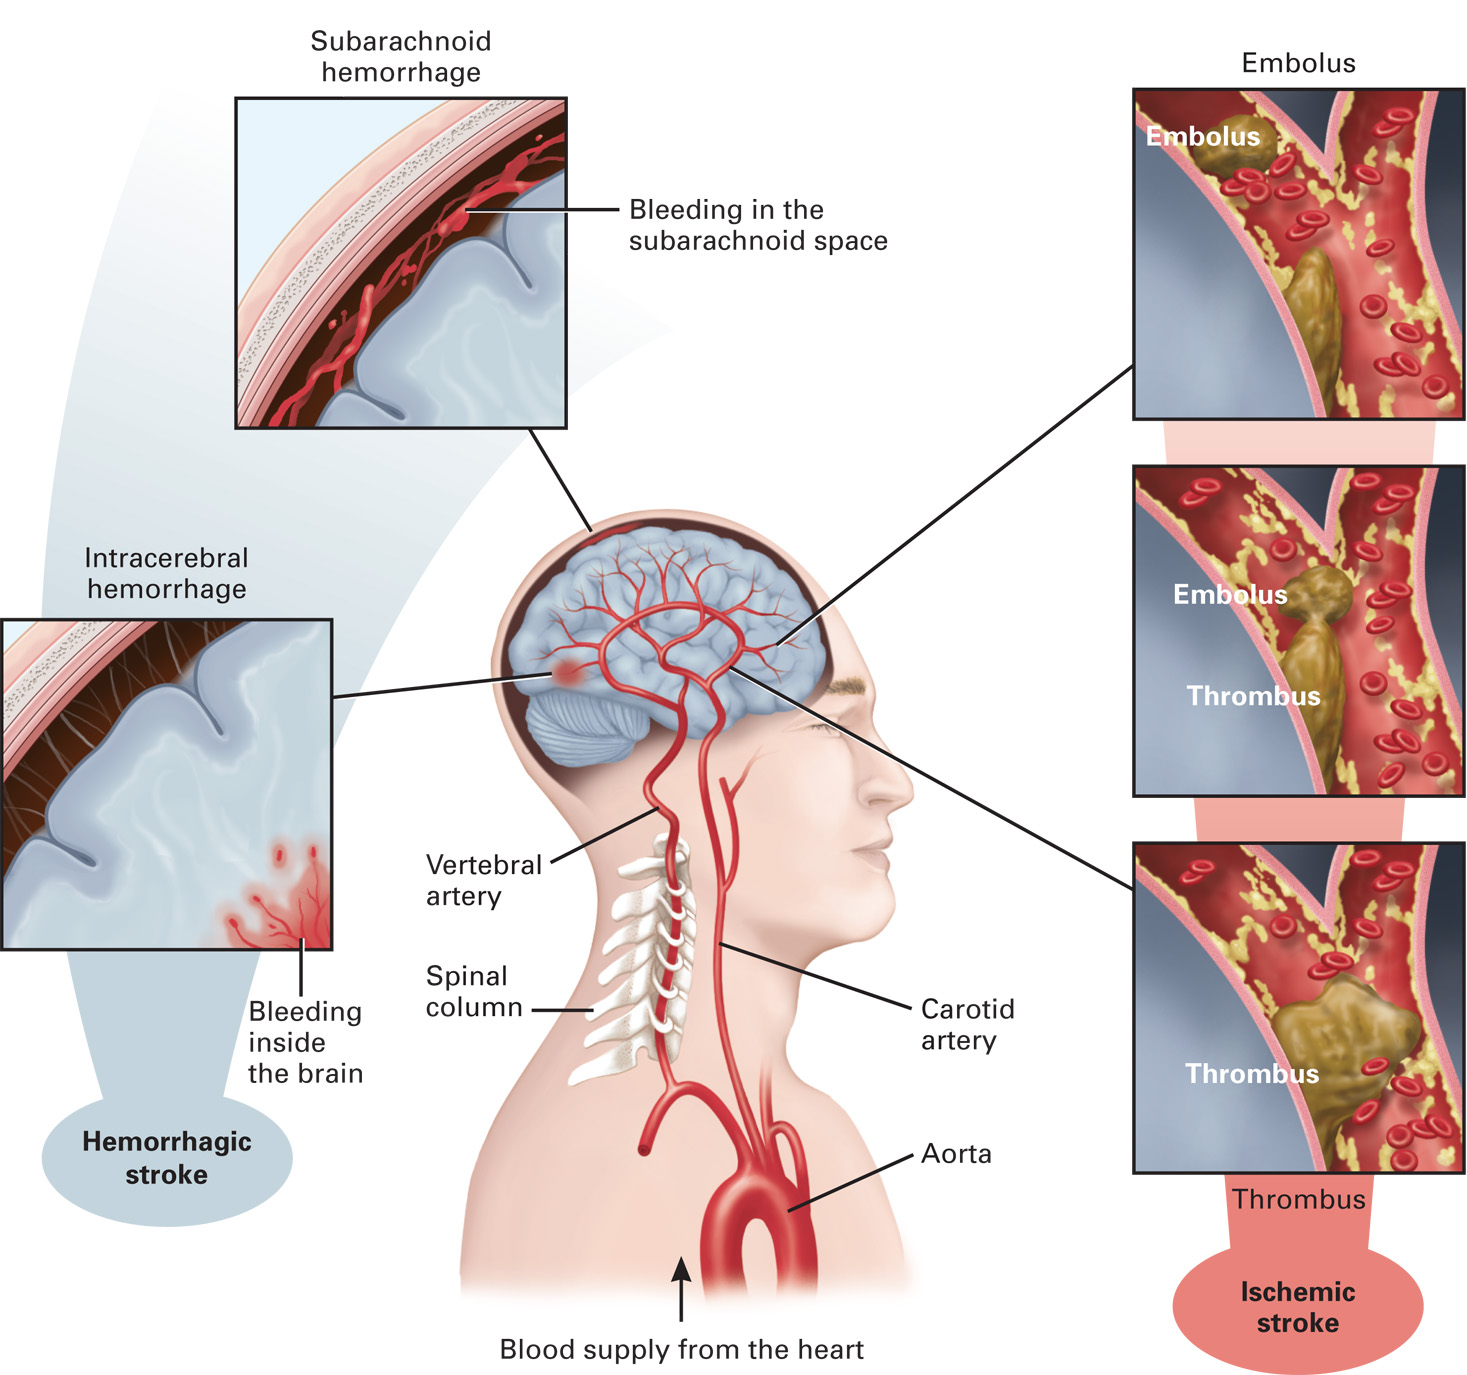 Subarachnoid
hemorrhage
Bleeding in the
subarachnoid space
Intracerebral
hemorrhage
Bleeding
inside
the brain
Hemorrhagic
stroke
Vertebral
artery
Spinal
column
Carotid
artery
Aorta
Blood supply from the heart
Embolus
Embolus
Embolus
Thrombus
Thrombus
Thrombus
Ischemic
stroke